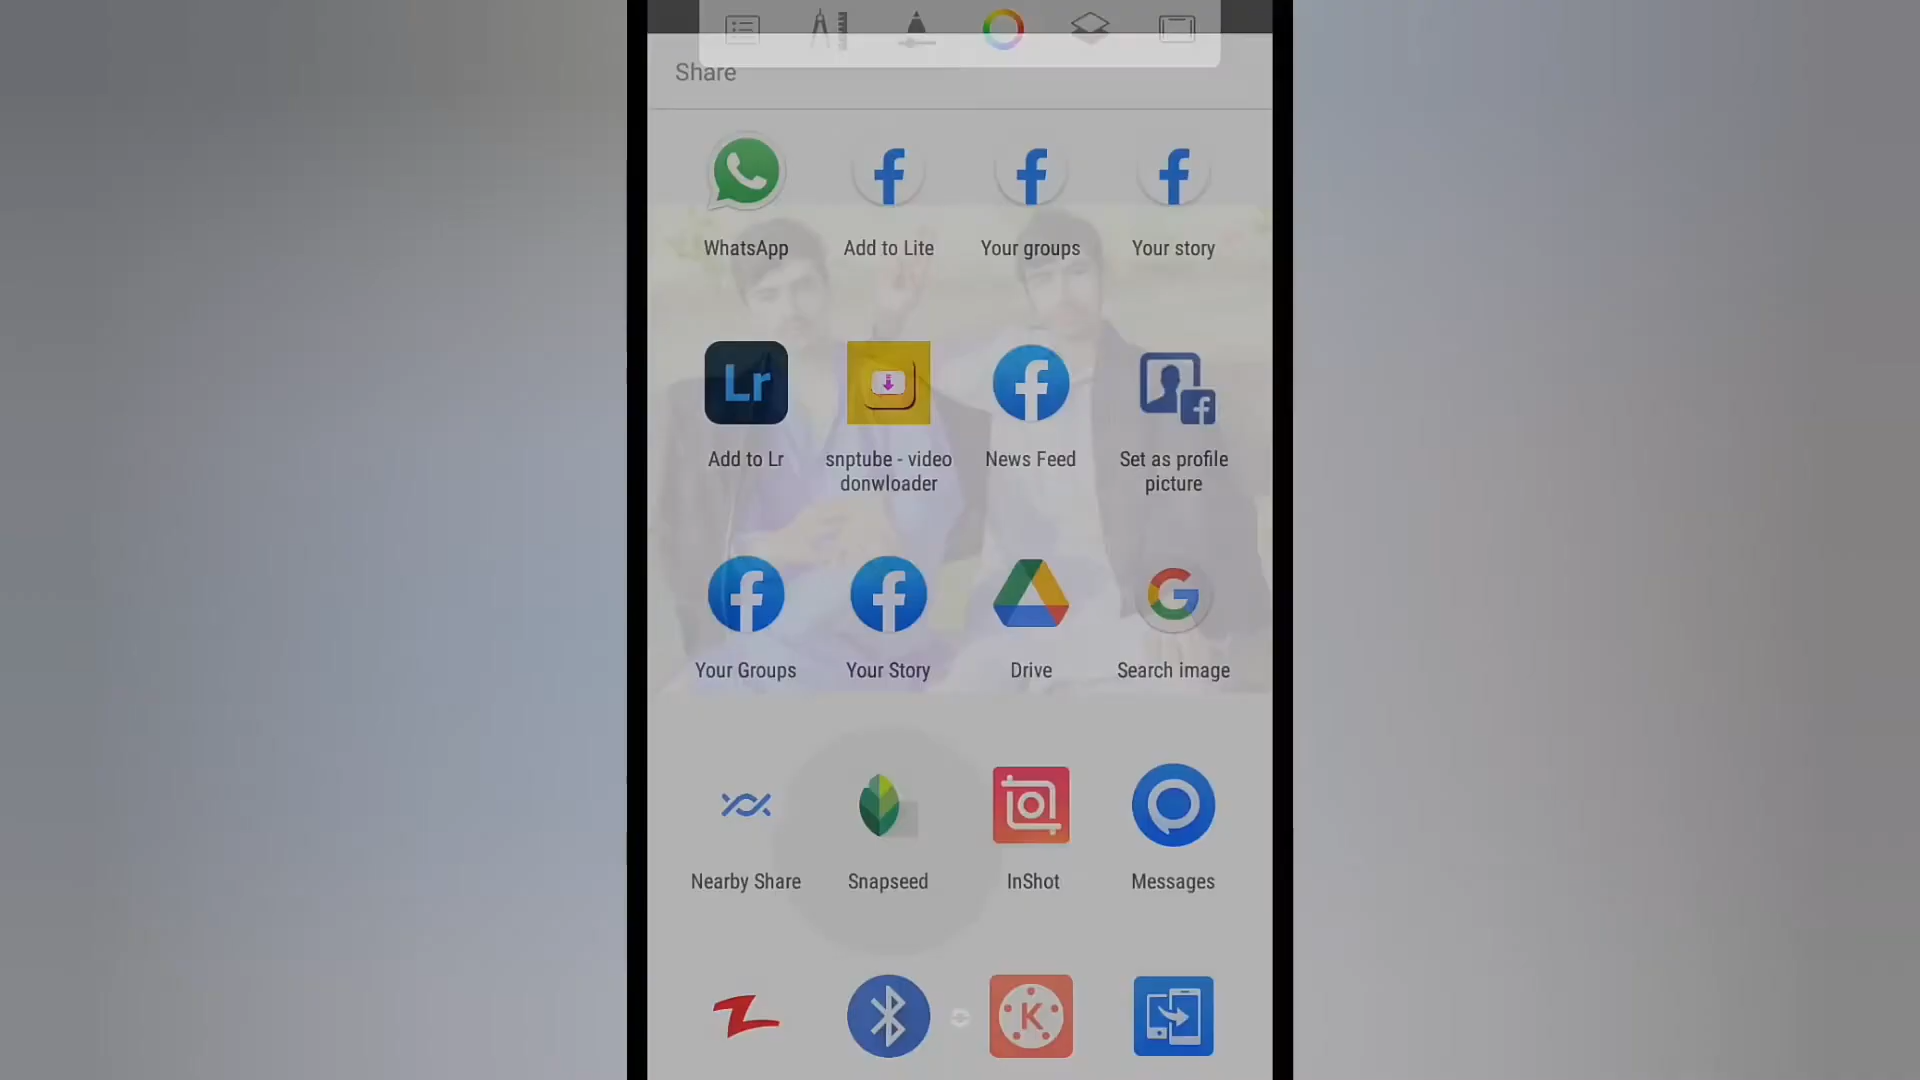 Share
WhatsApp
Add to Lite
Your groups
Your story
Lr
Add to Lr
snptube - video
donwloader
News Feed
Set as profile
picture
Your Groups
Your Story
Drive
Search image
Nearby Share
Snapseed
InShot
Messages
K